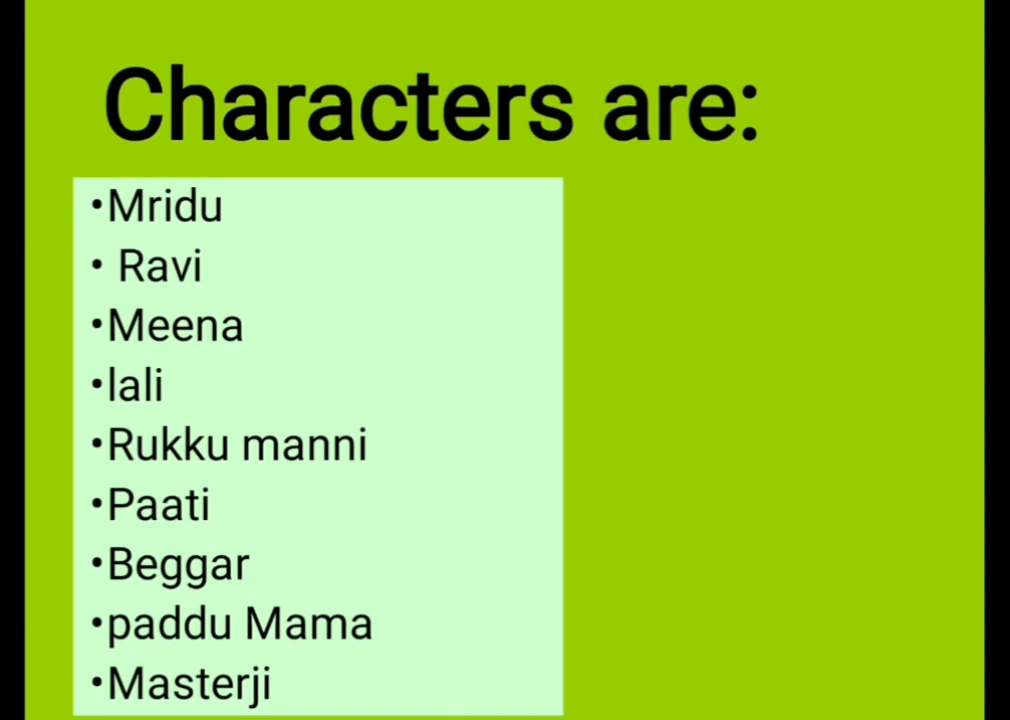 Characters are:
•Mridu
• Ravi
•Meena
•lali
•Rukku manni
•Paati
•Beggar
•paddu Mama
•Masterji